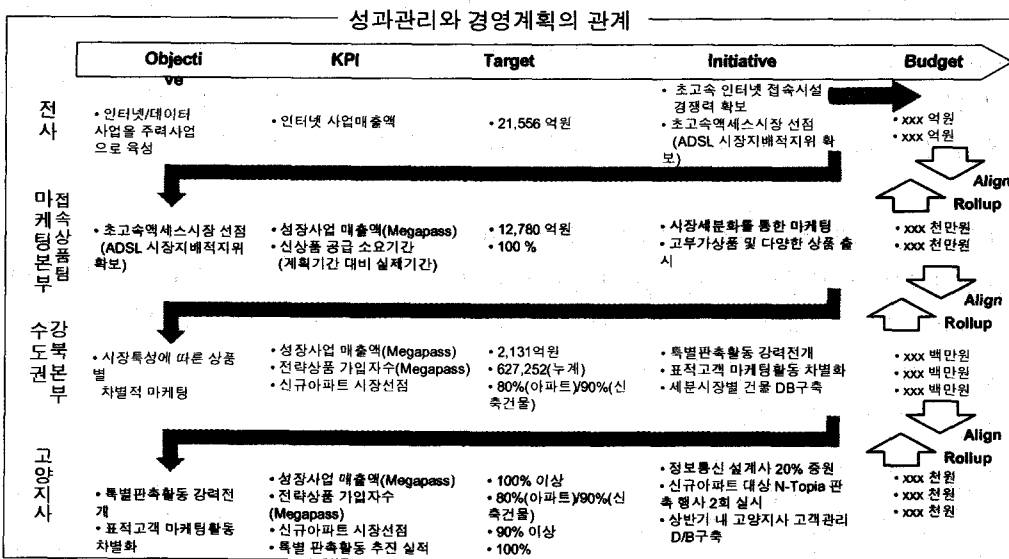 성과관리와 경영계획의 관계
Objecti
ve
KPI
Target
Initiative
Budget
전사
• 인터넷/데이터
사업을 주력사업
으로 육성
• 인터넷 사업매출액
• 21,556 억원
• 초고속 인터넷 접속시설
경쟁력 확보
• 초고속액세스시장 선점
(ADSL 시장지배적지위 확
보)
• xxx 억원
• xxx 억원
Align
Rollup
마케팅본부
접속상품팀
• 초고속액세스시장 선점
(ADSL 시장지배적지위
확보)
• 성장사업 매출액(Megapass)
• 신상품 공급 소요기간
(계획기간 대비 실제기간)
• 12,780 억원
• 100 %
• 시장세분화를 통한 마케팅
• 고부가상품 및 다양한 상품 출
시
• xxx 천만원
• xxx 천만원
Align
Rollup
수도권
강북본부
• 시장특성에 따른 상품
별
차별적 마케팅
• 성장사업 매출액(Megapass)
• 전략상품 가입자수(Megapass)
• 신규아파트 시장선점
• 2,131억원
• 627,252(누계)
• 80%(아파트)/90%(신
축건물)
• 특별판촉활동 강력전개
• 표적고객 마케팅활동 차별화
• 세분시장별 건물 DB구축
• xxx 백만원
• xxx 백만원
• xxx 백만원
Align
Rollup
고양지사
• 특별판촉활동 강력전
개
• 표적고객 마케팅활동
차별화
• 성장사업 매출액(Megapass)
• 전략상품 가입자수
(Megapass)
• 신규아파트 시장선점
• 특별 판촉활동 추진 실적
• 100% 이상
• 80%(아파트)/90%(신
축건물)
• 90% 이상
• 100%
• 정보통신 설계사 20% 증원
• 신규아파트 대상 N-Topia 판
촉 행사 2회 실시
• 상반기 내 고양지사 고객관리
D/B구축
• xxx 천원
• xxx 천원
• xxx 천원